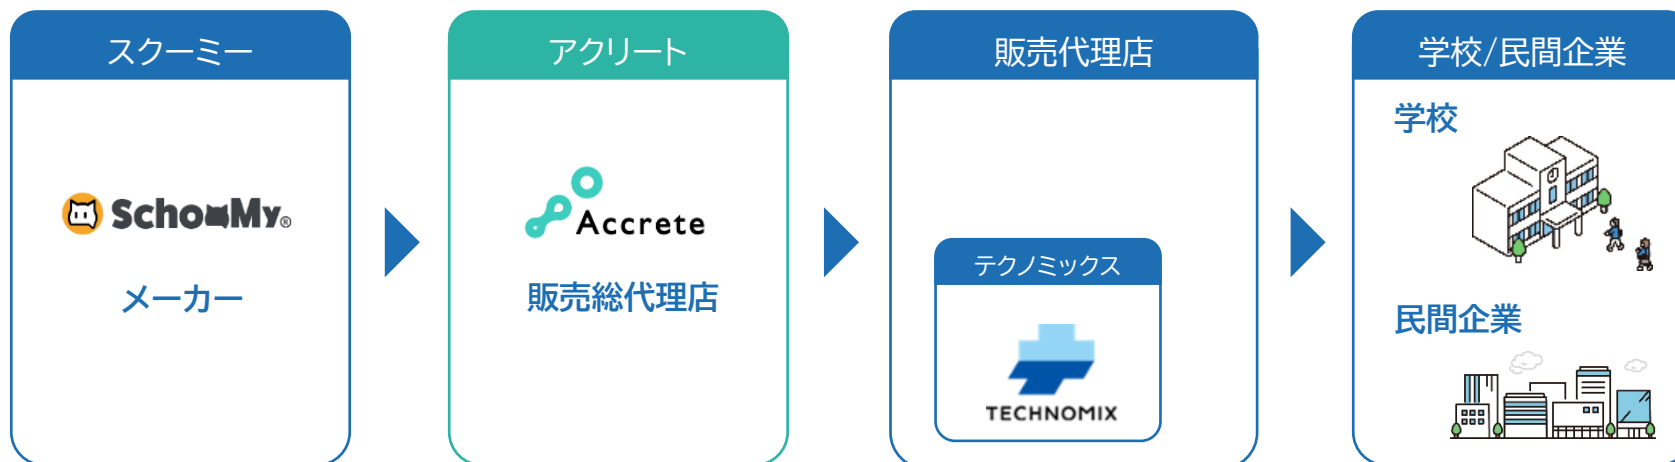 スクーミー
SchooMy®
メーカー
アクリート
Accrete
販売総代理店
販売代理店
テクノミックス
TECHNOMIX
学校/民間企業
学校
民間企業